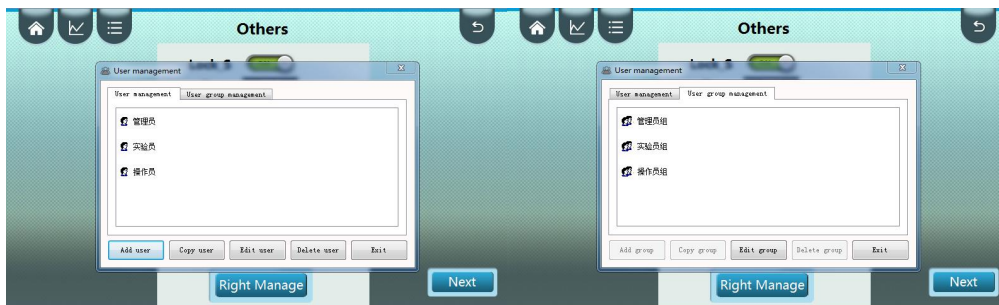 Others
User management
User management User group management
管理员
实验员
操作员
Add user Copy user Edit user Delete user Exit
Right Manage
Next
Others
User management
User management User group management
管理员组
实验员组
操作员组
Add group Copy group Edit group Delete group Exit
Right Manage
Next